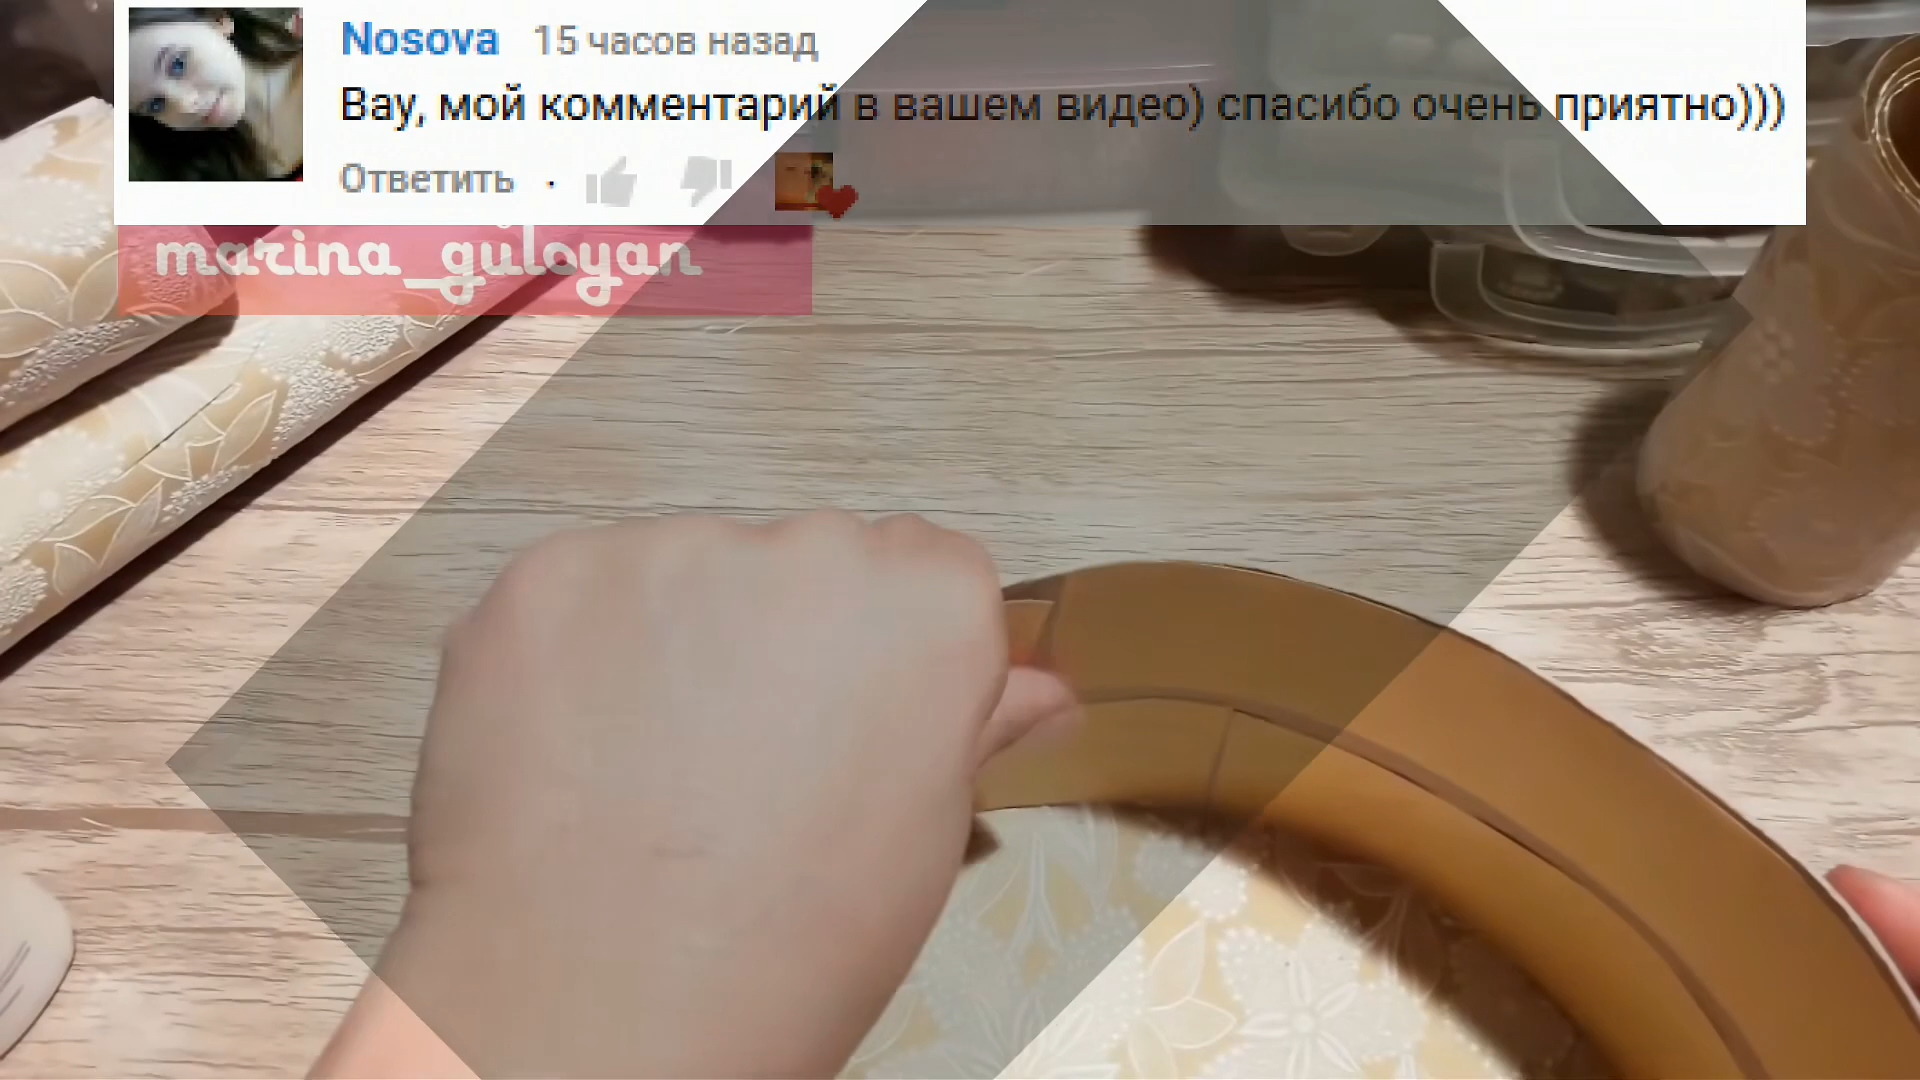 Nosova 15 часов назад
Вау, мой комментарий в вашем видео) спасибо очень приятно)))
Ответить
marina_guloyan